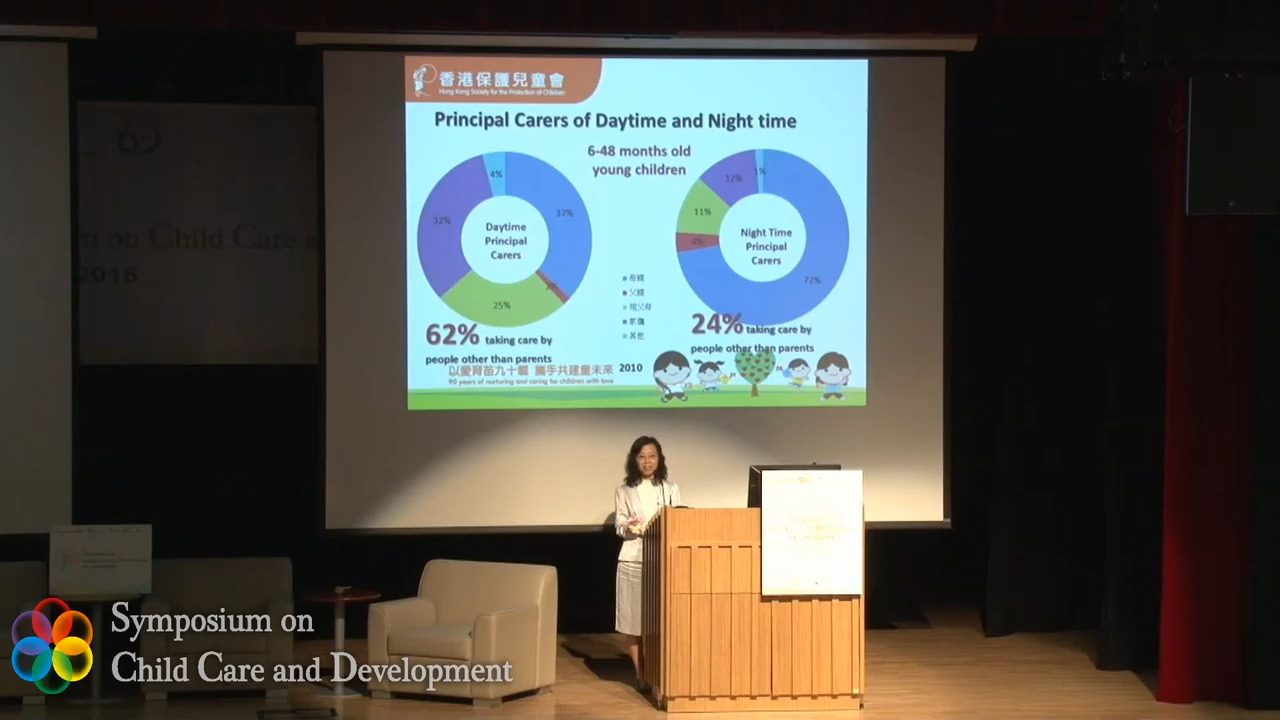 香港保護兒童會
Hong Kong Society for the Protection of Children
Principal Carers of Daytime and Night time
6-48 months old
young children
4%
37%
32%
2%
25%
Daytime
Principal
Carers
1%
12%
11%
4%
72%
Night Time
Principal
Carers
母親
父親
祖父母
家傭
其他
62% taking care by
people other than parents
24% taking care by
people other than parents
以愛育苗九十載 攜手共建童未來
90 years of nurturing and caring for children with love
2010
on Child Care a
2016
Symposium on
Child Care and Development